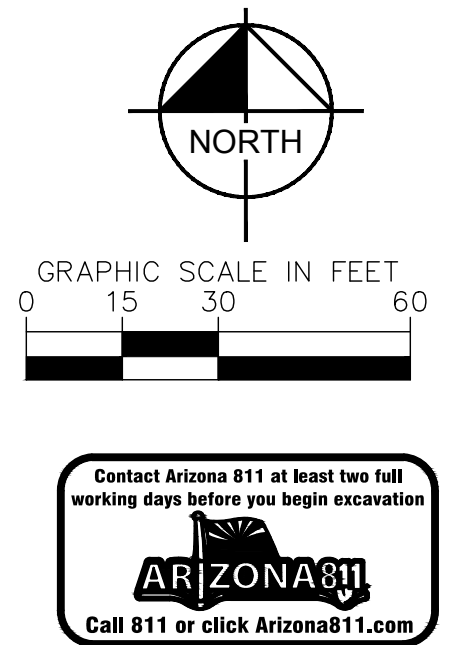 NORTH
GRAPHIC SCALE IN FEET
0 15 30 60
Contact Arizona 811 at least two full
working days before you begin excavation
ARIZONA811
Call 811 or click Arizona811.com